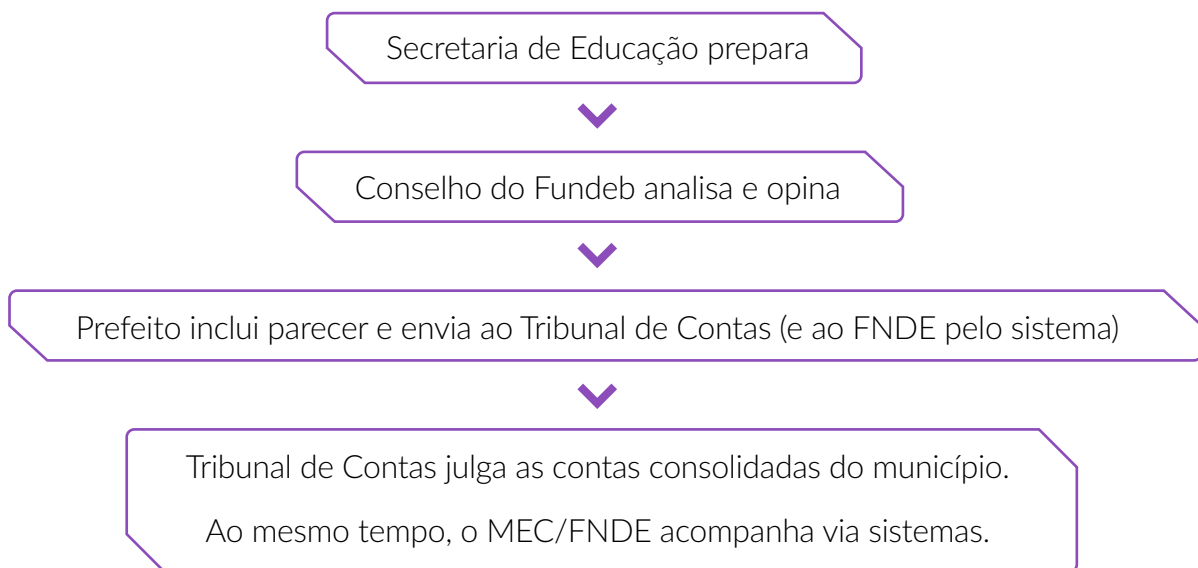 Secretaria de Educação prepara
Conselho do Fundeb analisa e opina
Prefeito inclui parecer e envia ao Tribunal de Contas (e ao FNDE pelo sistema)
Tribunal de Contas julga as contas consolidadas do município.
Ao mesmo tempo, o MEC/FNDE acompanha via sistemas.